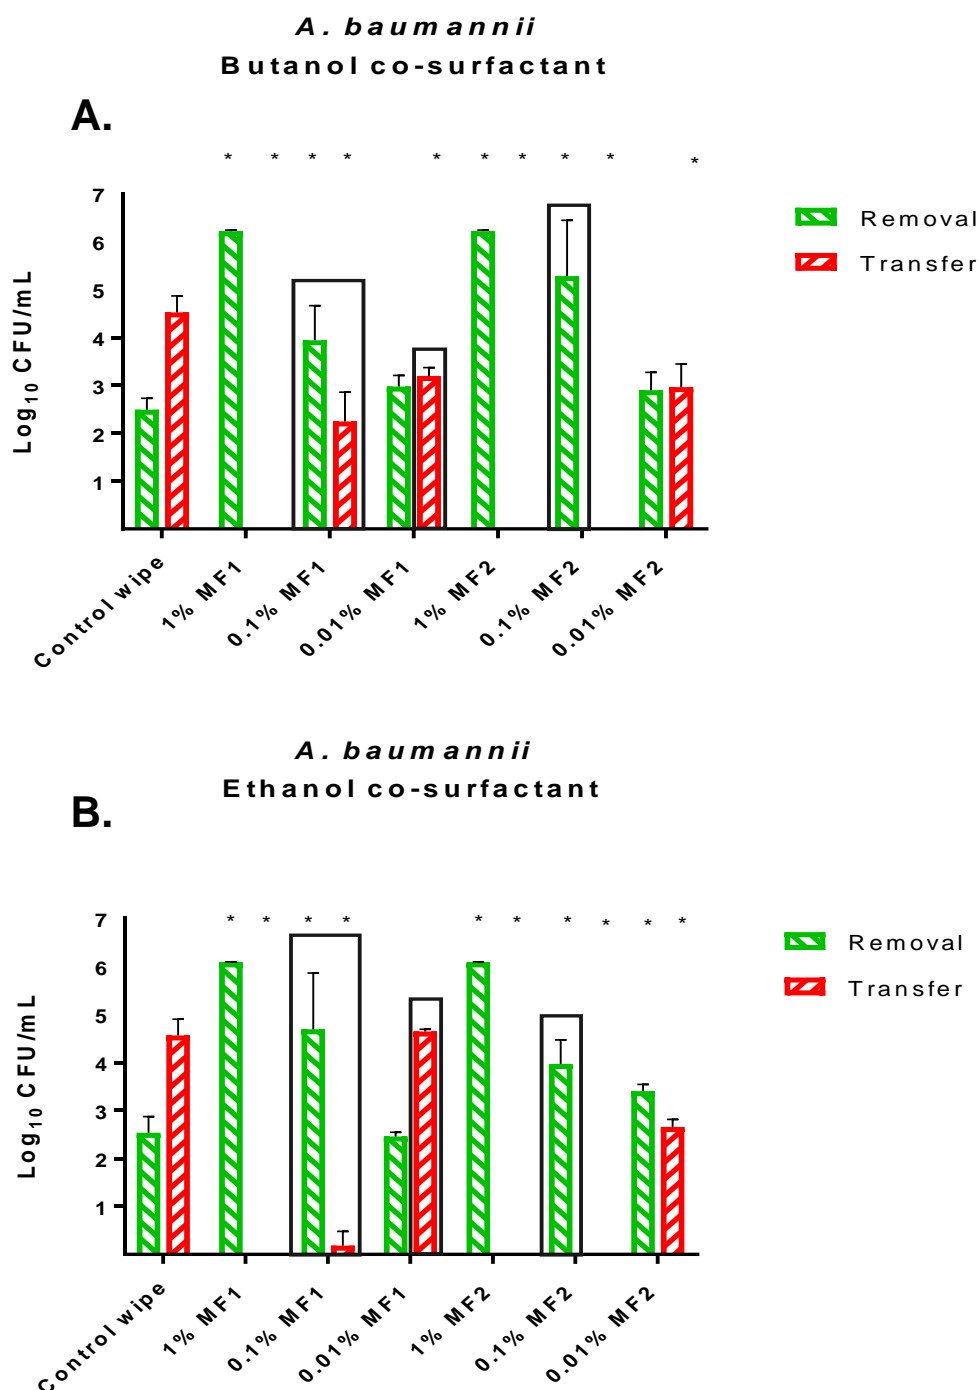 A. baumannii
Butanol co-surfactant
A.
* * * * * * * * * *
7
6
5
4
3
2
1
Log10 CFU/mL
Removal
Transfer
Control wipe
1% MF1
0.1% MF1
0.01% MF1
1% MF2
0.1% MF2
0.01% MF2
A. baumannii
Ethanol co-surfactant
B.
* * * * * * * * * *
7
6
5
4
3
2
1
Log10 CFU/mL
Removal
Transfer
Control wipe
1% MF1
0.1% MF1
0.01% MF1
1% MF2
0.1% MF2
0.01% MF2